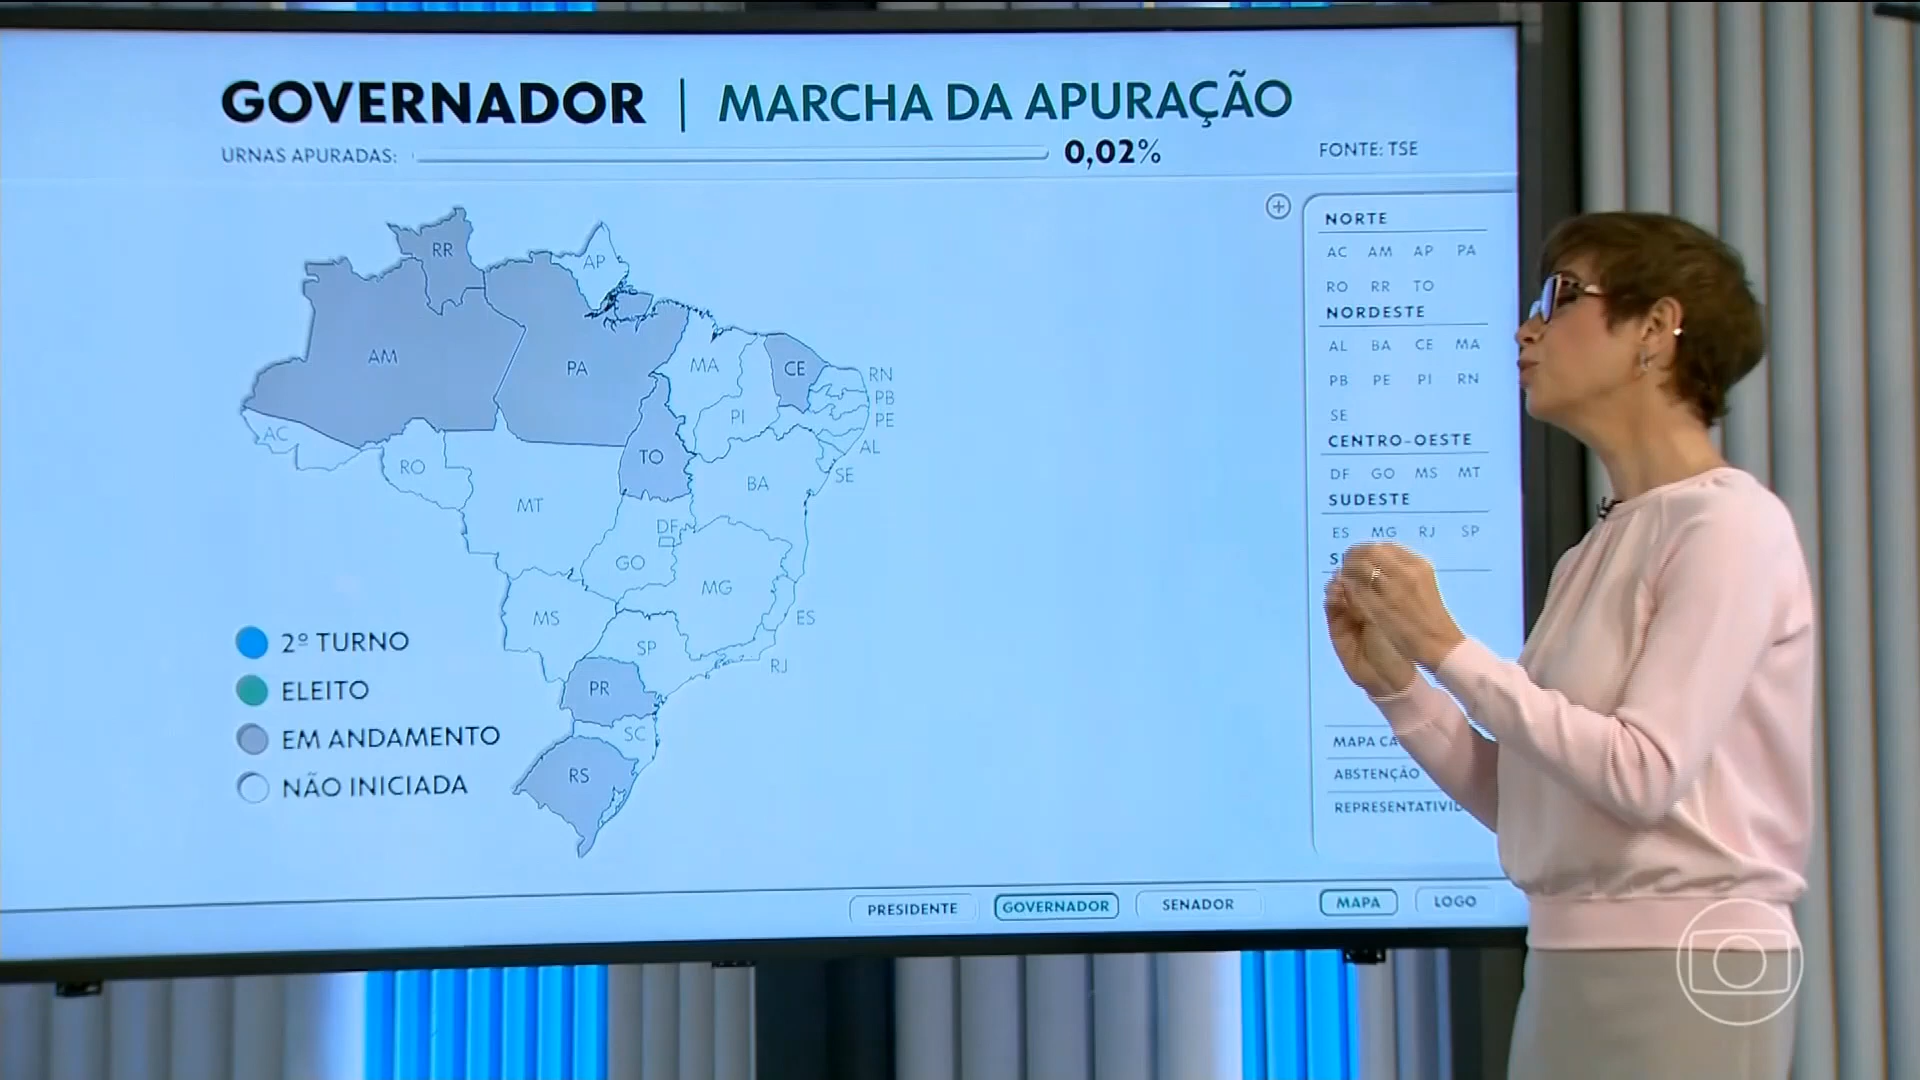 GOVERNADOR | MARCHA DA APURAÇÃO
URNAS APURADAS: 0,02% FONTE: TSE
RR
AP
AM
PA
MA
CE
RN
PB
PE
PI
AC
AL
RO
TO
SE
BA
MT
DF
GO
MG
MS
ES
SP
RJ
PR
SC
RS
2º TURNO
ELEITO
EM ANDAMENTO
NÃO INICIADA
NORTE
AC AM AP PA
RO RR TO
NORDESTE
AL BA CE MA
PB PE PI RN
SE
CENTRO-OESTE
DF GO MS MT
SUDESTE
ES MG RJ SP
MAPA
ABSTENÇÃO
PRESIDENTE GOVERNADOR SENADOR MAPA LOGO